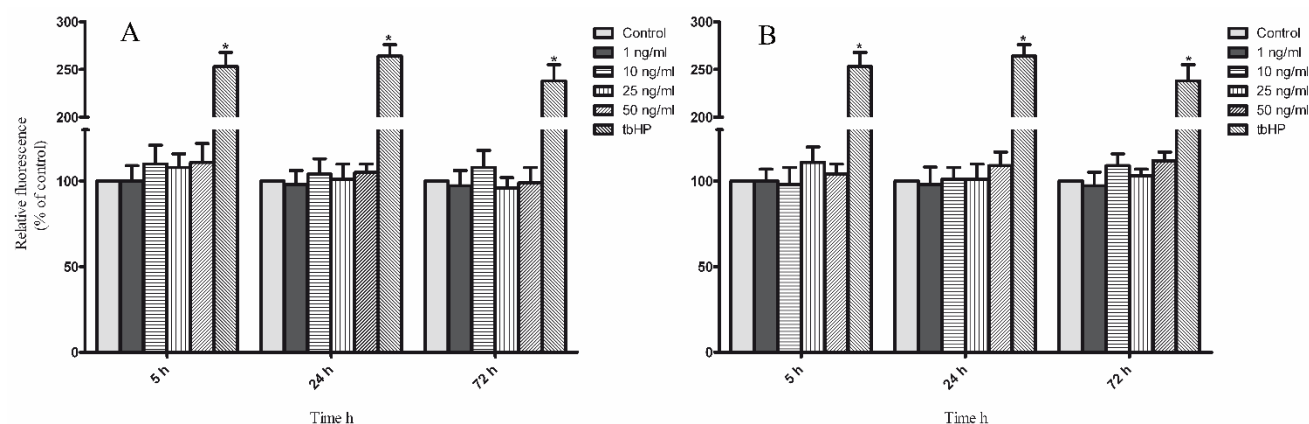 A
300
250
200
100
50
0
Relative fluorescence
(% of control)
* * *
5 h
24 h
72 h
Time h
Control
1 ng/ml
10 ng/ml
25 ng/ml
50 ng/ml
tbHP
B
300
250
200
100
50
0
* * *
5 h
24 h
72 h
Time h
Control
1 ng/ml
10 ng/ml
25 ng/ml
50 ng/ml
tbHP